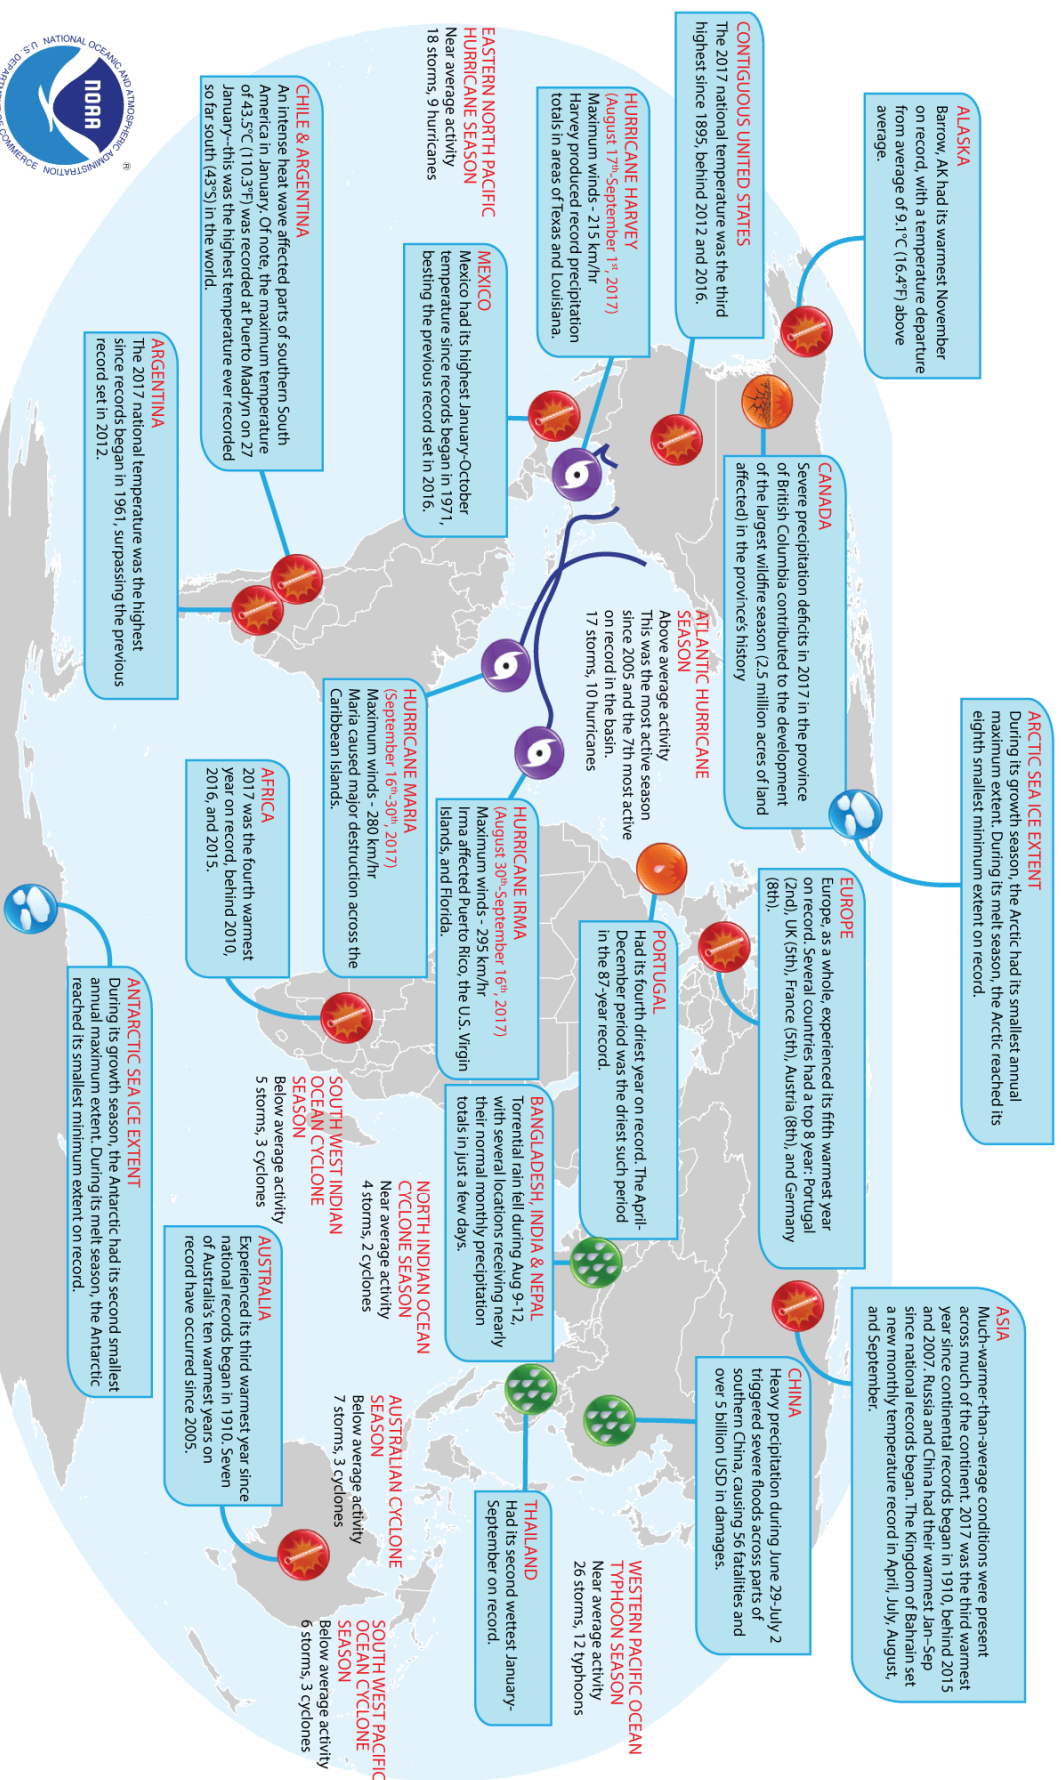 ARCTIC SEA ICE EXTENT
During its growth season, the Arctic had its smallest annual
maximum extent. During its melt season, the Arctic reached its
eighth smallest minimum extent on record.
ALASKA
Barrow, AK had its warmest November
on record, with a temperature departure
from average of 9.1°C (16.4°F) above
average.
CANADA
Severe precipitation deficits in 2017 in the province
of British Columbia contributed to the development
of the largest wildfire season (2.5 million acres of land
affected) in the province's history
EUROPE
Europe, as a whole, experienced its fifth warmest year
on record. Several countries had a top 8 year: Portugal
(2nd), UK (5th), France (5th), Austria (8th), and Germany
(8th).
ASIA
Much-warmer-than-average conditions were present
across much of the continent. 2017 was the third warmest
year since continental records began in 1910, behind 2015
and 2007. Russia and China had their warmest Jan–Sep
since national records began. The Kingdom of Bahrain set
a new monthly temperature record in April, July, August,
and September.
CONTIGUOUS UNITED STATES
The 2017 national temperature was the third
highest since 1895, behind 2012 and 2016.
CHINA
Heavy precipitation during June 29-July 2
triggered severe floods across parts of
southern China, causing 56 fatalities and
over 5 billion USD in damages.
HURRICANE HARVEY
(August 17th-September 1st, 2017)
Maximum winds - 215 km/hr
Harvey produced record precipitation
totals in areas of Texas and Louisiana.
ATLANTIC HURRICANE
SEASON
Above average activity
This was the most active season
since 2005 and the 7th most active
on record in the basin.
17 storms, 10 hurricanes
PORTUGAL
Had its fourth driest year on record. The April-
December period was the driest such period
in the 87-year record.
WESTERN PACIFIC OCEAN
TYPHOON SEASON
Near average activity
26 storms, 12 typhoons
EASTERN NORTH PACIFIC
HURRICANE SEASON
Near average activity
18 storms, 9 hurricanes
MEXICO
Mexico had its highest January-October
temperature since records began in 1971,
besting the previous record set in 2016.
HURRICANE IRMA
(August 30th-September 16th, 2017)
Maximum winds - 295 km/hr
Irma affected Puerto Rico, the U.S. Virgin
Islands, and Florida.
BANGLADESH, INDIA & NEPAL
Torrential rain fell during Aug 9-12,
with several locations receiving nearly
their normal monthly precipitation
totals in just a few days.
THAILAND
Had its second wettest January-
September on record.
HURRICANE MARIA
(September 16th-30th, 2017)
Maximum winds - 280 km/hr
Maria caused major destruction across the
Caribbean Islands.
NORTH INDIAN OCEAN
CYCLONE SEASON
Near average activity
4 storms, 2 cyclones
AUSTRALIAN CYCLONE
SEASON
Below average activity
7 storms, 3 cyclones
SOUTH WEST PACIFIC
OCEAN CYCLONE
SEASON
Below average activity
6 storms, 3 cyclones
CHILE & ARGENTINA
An intense heat wave affected parts of southern South
America in January. Of note, the maximum temperature
of 43.5°C (110.3°F) was recorded at Puerto Madryn on 27
January--this was the highest temperature ever recorded
so far south (43°S) in the world.
AFRICA
2017 was the fourth warmest
year on record, behind 2010,
2016, and 2015.
SOUTH WEST INDIAN
OCEAN CYCLONE
SEASON
Below average activity
5 storms, 3 cyclones
AUSTRALIA
Experienced its third warmest year since
national records began in 1910. Seven
of Australia's ten warmest years on
record have occurred since 2005.
ARGENTINA
The 2017 national temperature was the highest
since records began in 1961, surpassing the previous
record set in 2012.
ANTARCTIC SEA ICE EXTENT
During its growth season, the Antarctic had its second smallest
annual maximum extent. During its melt season, the Antarctic
reached its smallest minimum extent on record.
NATIONAL OCEANIC AND ATMOSPHERIC ADMINISTRATION
NOAA
U.S. DEPARTMENT OF COMMERCE
®